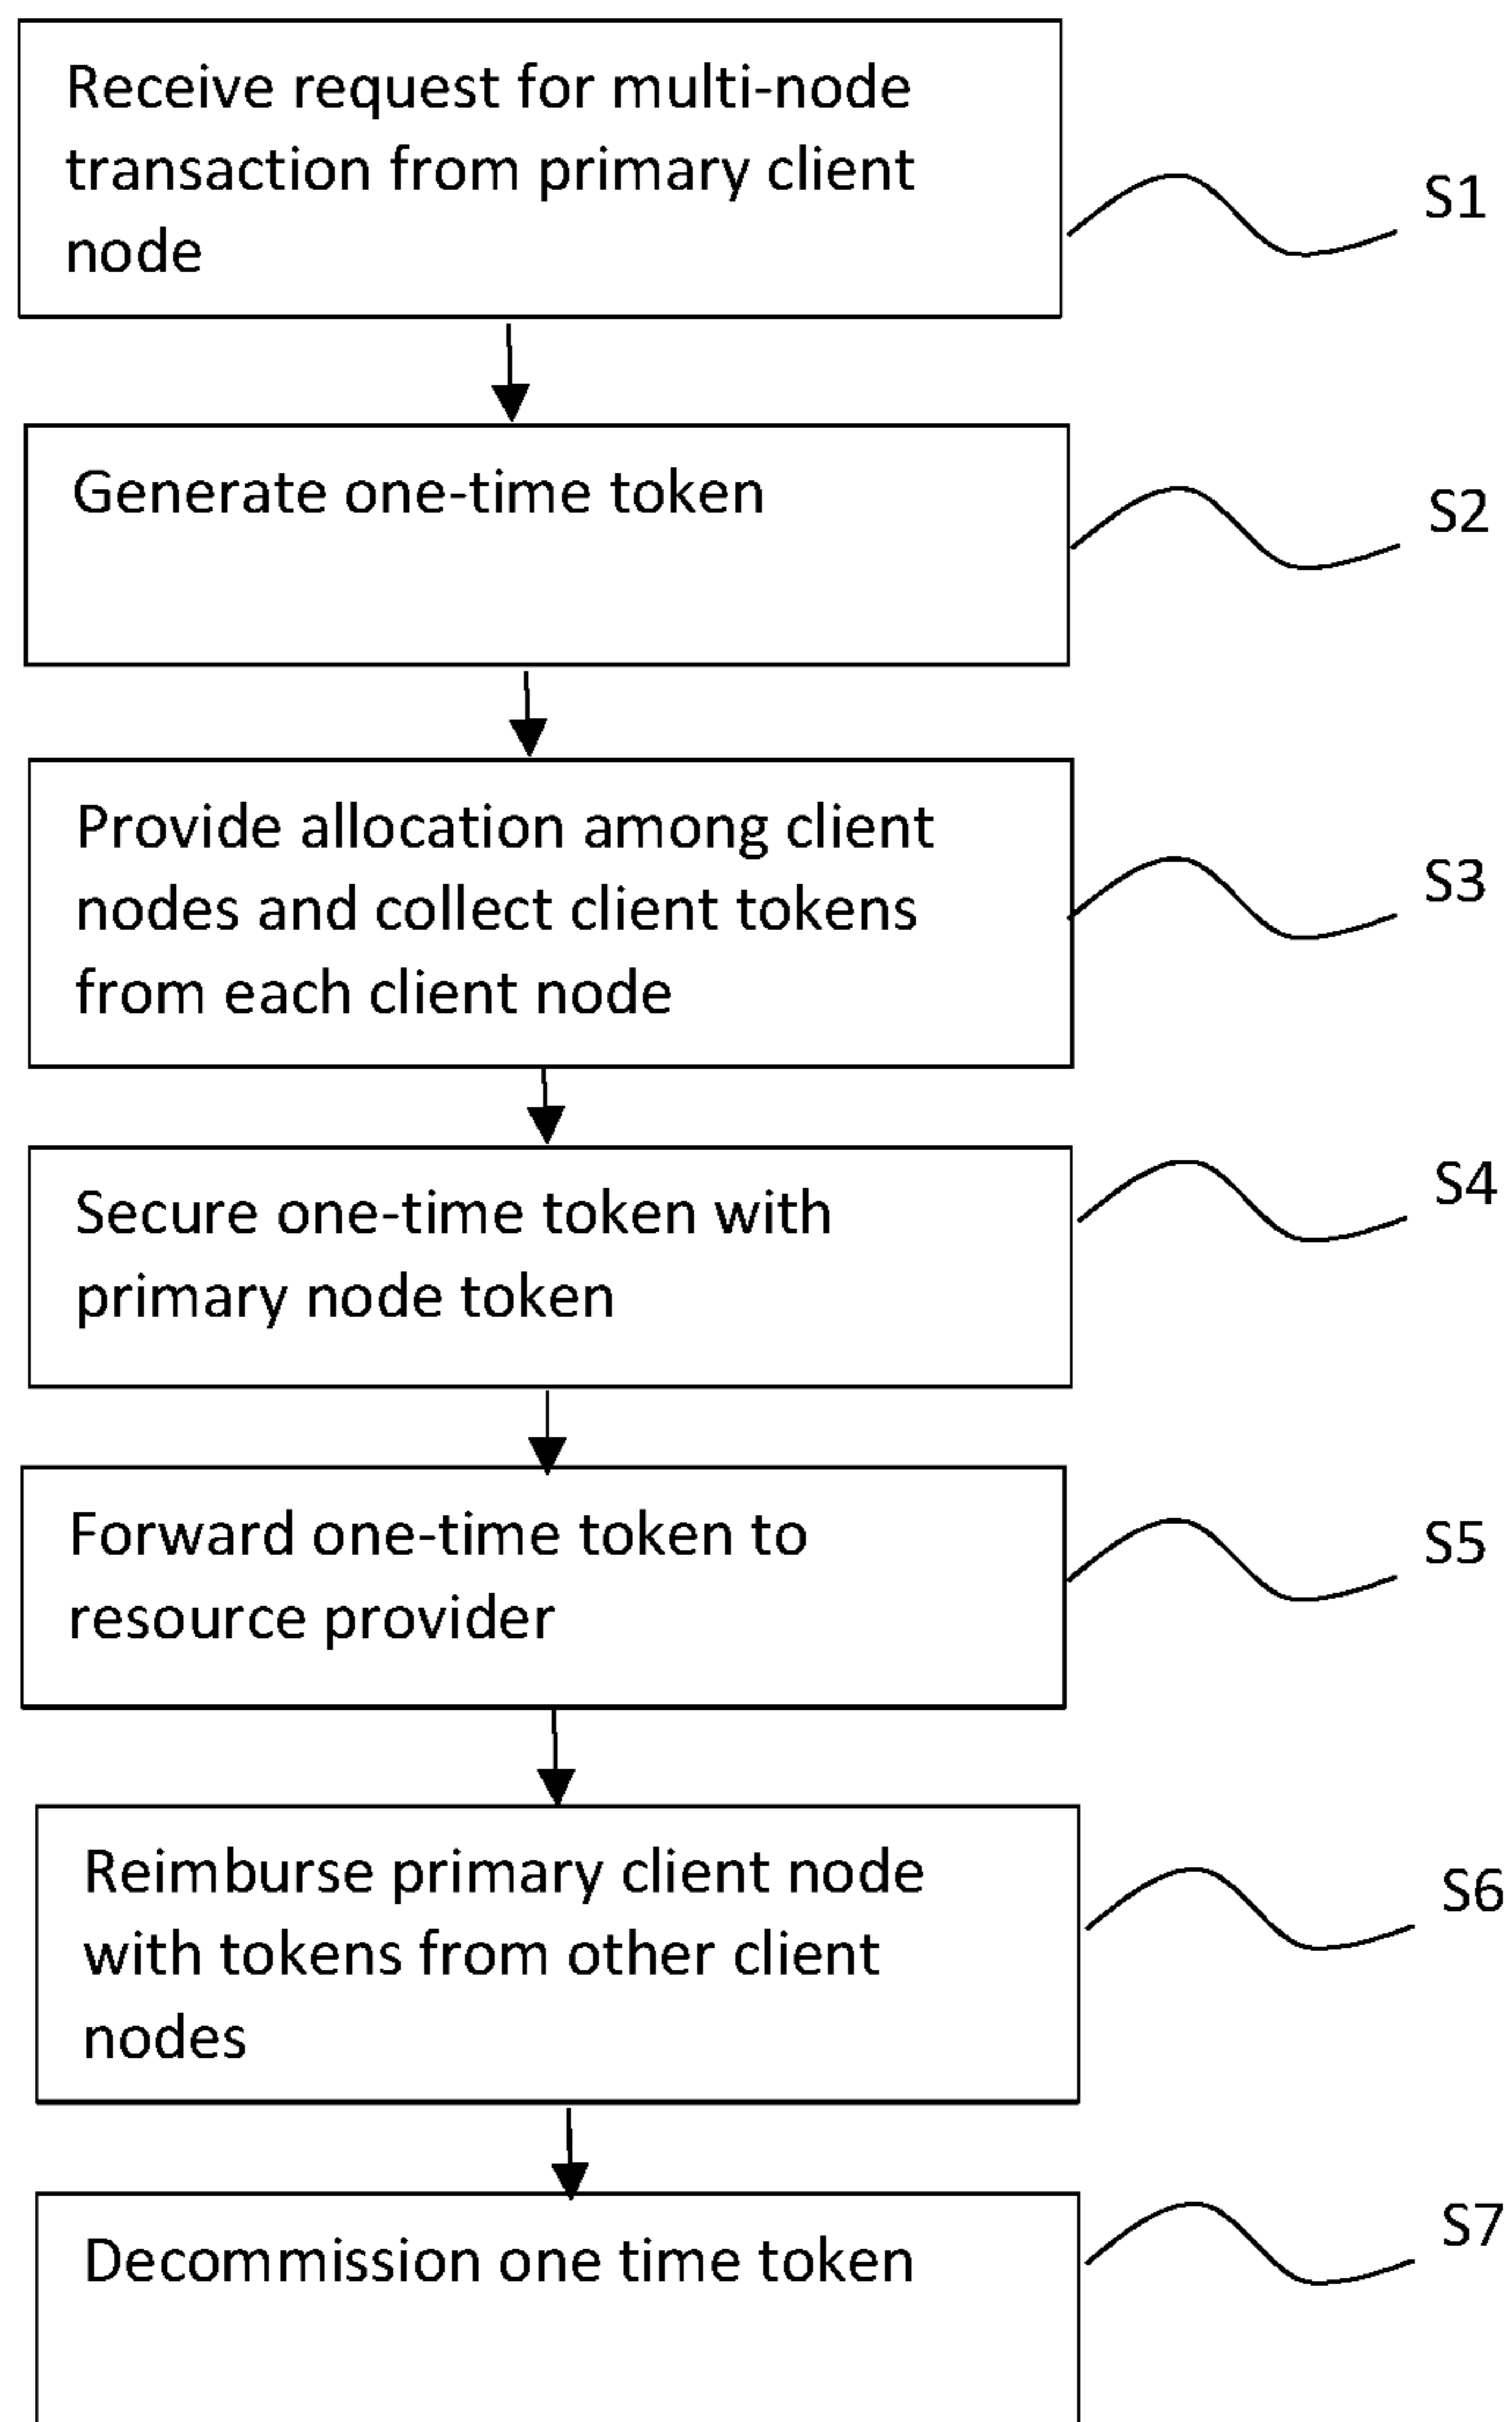 Receive request for multi-node
transaction from primary client
node
S1
Generate one-time token
S2
Provide allocation among client
nodes and collect client tokens
from each client node
S3
Secure one-time token with
primary node token
S4
Forward one-time token to
resource provider
S5
Reimburse primary client node
with tokens from other client
nodes
S6
Decommission one time token
S7